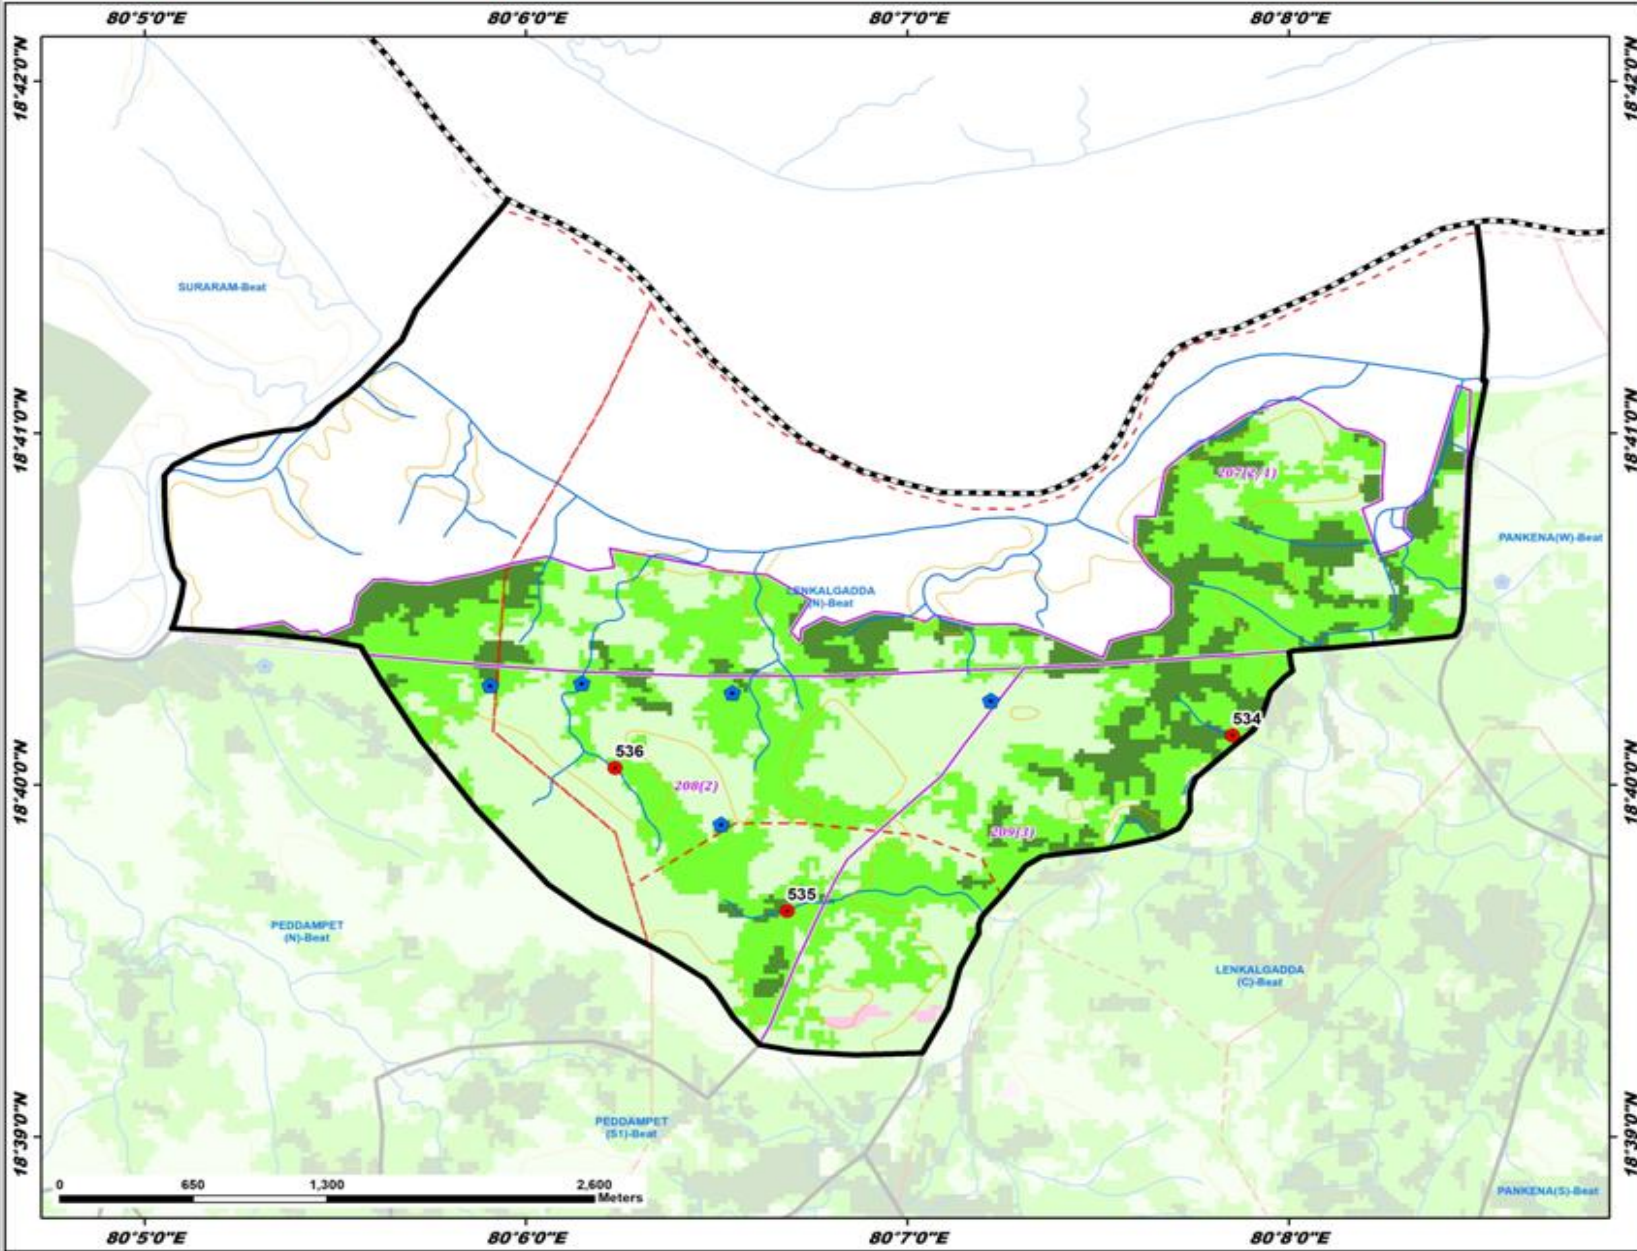 80°5'0"E 80°6'0"E 80°7'0"E 80°8'0"E
18°42'0"N 18°42'0"N
SURARAM-Beat
18°41'0"N 18°41'0"N
207(2,1)
PANKENA(W)-Beat
LENKALGADDA
(N)-Beat
534
536
208(2)
18°40'0"N 18°40'0"N
209(3)
535
PEDDAMPET
(N)-Beat
LENKALGADDA
(C)-Beat
PEDDAMPET
(S1)-Beat
18°39'0"N 18°39'0"N
PANKENA(S)-Beat
0 650 1,300 2,600
Meters
80°5'0"E 80°6'0"E 80°7'0"E 80°8'0"E